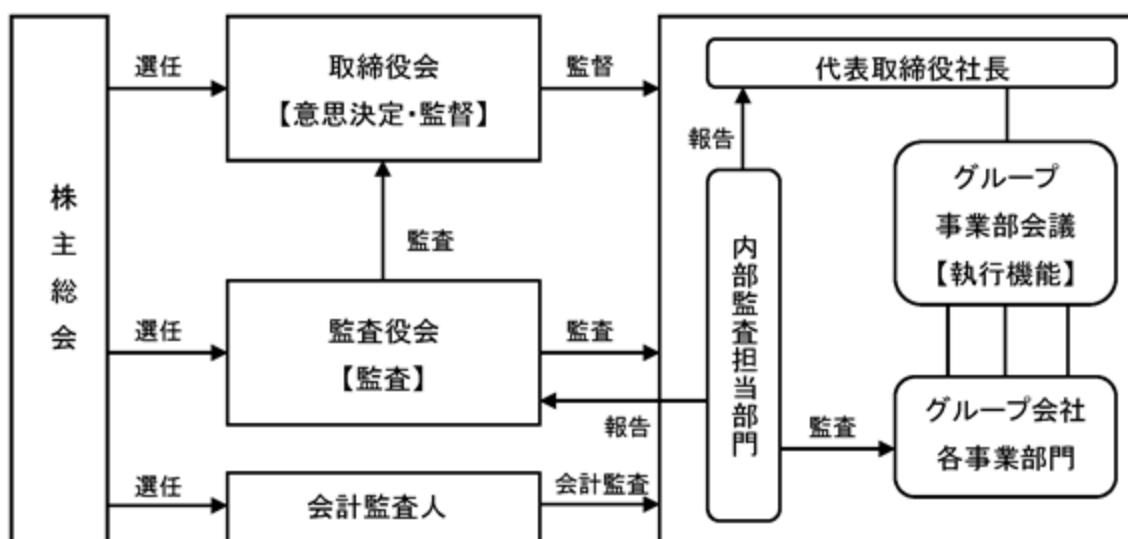 株主総会
選任
取締役会
【意思決定・監督】
監督
代表取締役社長
報告
グループ
事業部会議
【執行機能】
監査
内部監査担当部門
選任
監査役会
【監査】
監査
報告
監査
グループ会社
各事業部門
選任
会計監査人
会計監査